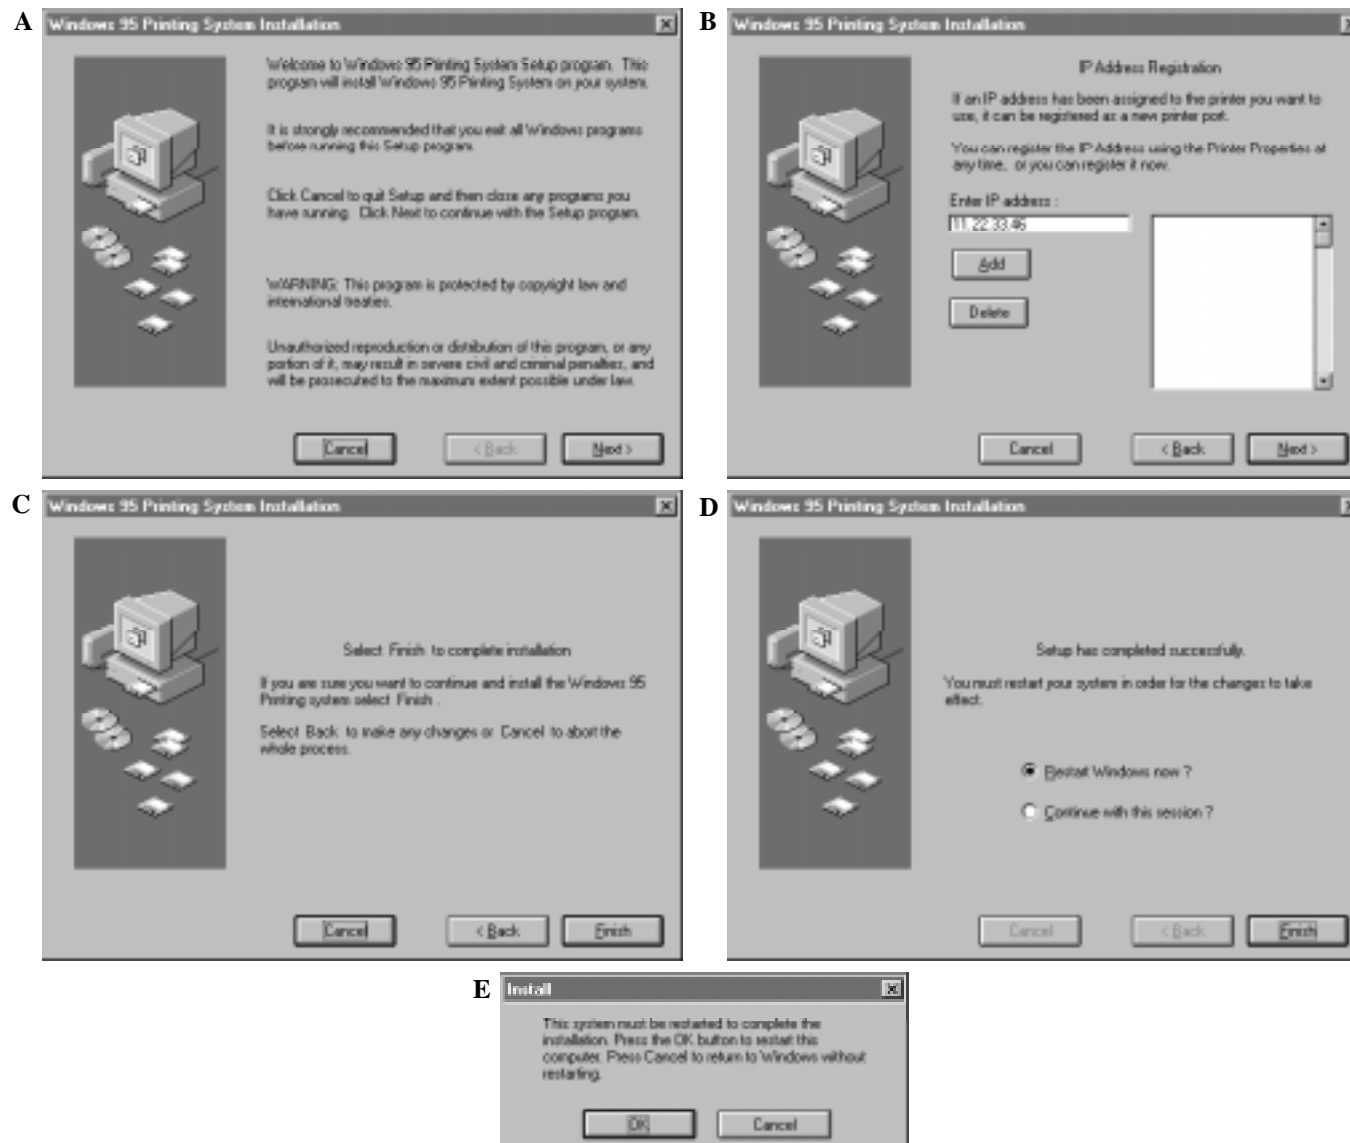 A
Windows 95 Printing System Installation
Welcome to Windows 95 Printing System Setup program. This
program will install Windows 95 Printing System on your system.
It is strongly recommended that you exit all Windows programs
before running this Setup program.
Click Cancel to quit Setup and then close any programs you
have running. Click Next to continue with the Setup program.
WARNING: This program is protected by copyright law and
international treaties.
Unauthorized reproduction or distribution of this program, or any
portion of it, may result in severe civil and criminal penalties, and
will be prosecuted to the maximum extent possible under law.
Cancel
< Back
Next >
B
Windows 95 Printing System Installation
IP Address Registration
If an IP address has been assigned to the printer you want to
use, it can be registered as a new printer port.
You can register the IP Address using the Printer Properties at
any time, or you can register it now.
Enter IP address :
11.22.33.46
Add
Delete
Cancel
< Back
Next >
C
Windows 95 Printing System Installation
Select Finish to complete installation
If you are sure you want to continue and install the Windows 95
Printing system select Finish .
Select Back to make any changes or Cancel to abort the
whole process.
Cancel
< Back
Finish
D
Windows 95 Printing System Installation
Setup has completed successfully.
You must restart your system in order for the changes to take
effect.
Restart Windows now ?
Continue with this session ?
Cancel
< Back
Finish
E
Install
This system must be restarted to complete the
installation. Press the OK button to restart this
computer. Press Cancel to return to Windows without
restarting.
OK
Cancel